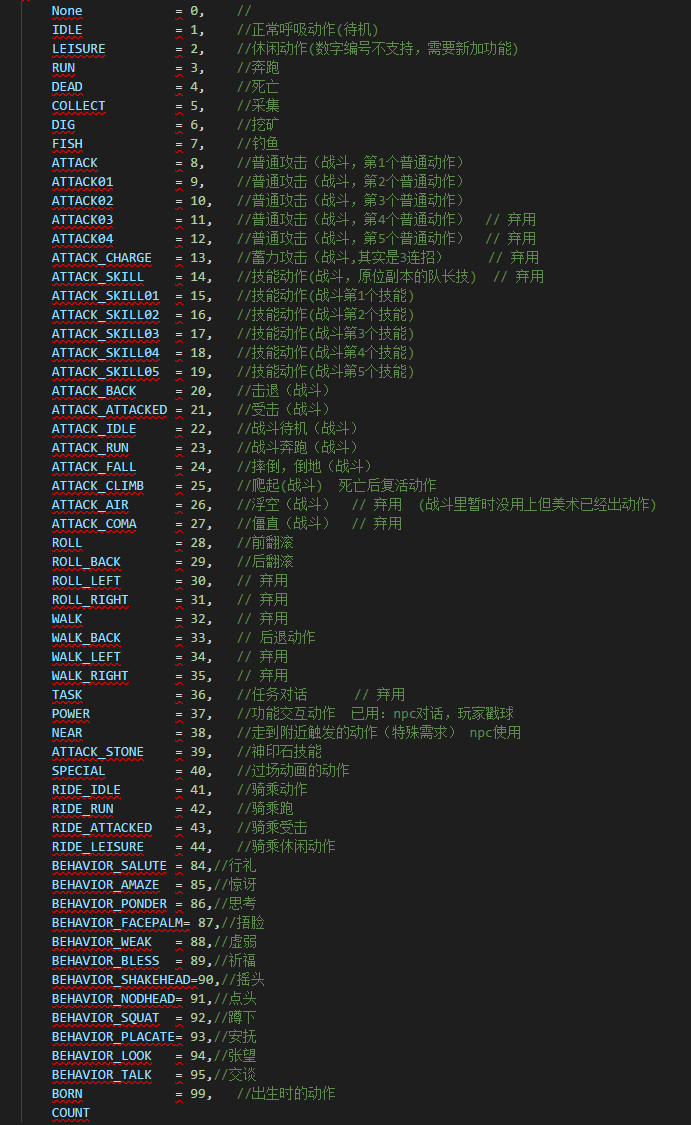 None = 0, //
IDLE = 1, //正常呼吸动作(待机)
LEISURE = 2, //休闲动作(数字编号不支持，需要新加功能)
RUN = 3, //奔跑
DEAD = 4, //死亡
COLLECT = 5, //采集
DIG = 6, //挖矿
FISH = 7, //钓鱼
ATTACK = 8, //普通攻击（战斗，第1个普通动作）
ATTACK01 = 9, //普通攻击（战斗，第2个普通动作）
ATTACK02 = 10, //普通攻击（战斗，第3个普通动作）
ATTACK03 = 11, //普通攻击（战斗，第4个普通动作） // 弃用
ATTACK04 = 12, //普通攻击（战斗，第5个普通动作） // 弃用
ATTACK_CHARGE = 13, //蓄力攻击（战斗,其实是3连招） // 弃用
ATTACK_SKILL = 14, //技能动作(战斗，原位副本的队长技) // 弃用
ATTACK_SKILL01 = 15, //技能动作(战斗第1个技能)
ATTACK_SKILL02 = 16, //技能动作(战斗第2个技能)
ATTACK_SKILL03 = 17, //技能动作(战斗第3个技能)
ATTACK_SKILL04 = 18, //技能动作(战斗第4个技能)
ATTACK_SKILL05 = 19, //技能动作(战斗第5个技能)
ATTACK_BACK = 20, //击退（战斗）
ATTACK_ATTACKED = 21, //受击（战斗）
ATTACK_IDLE = 22, //战斗待机（战斗）
ATTACK_RUN = 23, //战斗奔跑（战斗）
ATTACK_FALL = 24, //摔倒，倒地（战斗）
ATTACK_CLIMB = 25, //爬起(战斗) 死亡后复活动作
ATTACK_AIR = 26, //浮空（战斗） // 弃用 (战斗里暂时没用上但美术已经出动作)
ATTACK_COMA = 27, //僵直（战斗） // 弃用
ROLL = 28, //前翻滚
ROLL_BACK = 29, //后翻滚
ROLL_LEFT = 30, // 弃用
ROLL_RIGHT = 31, // 弃用
WALK = 32, // 弃用
WALK_BACK = 33, // 后退动作
WALK_LEFT = 34, // 弃用
WALK_RIGHT = 35, // 弃用
TASK = 36, //任务对话 // 弃用
POWER = 37, //功能交互动作 已用：npc对话，玩家戳球
NEAR = 38, //走到附近触发的动作（特殊需求） npc使用
ATTACK_STONE = 39, //神印石技能
SPECIAL = 40, //过场动画的动作
RIDE_IDLE = 41, //骑乘动作
RIDE_RUN = 42, //骑乘跑
RIDE_ATTACKED = 43, //骑乘受击
RIDE_LEISURE = 44, //骑乘休闲动作
BEHAVIOR_SALUTE = 84,//行礼
BEHAVIOR_AMAZE = 85,//惊讶
BEHAVIOR_PONDER = 86,//思考
BEHAVIOR_FACEPALM= 87,//捂脸
BEHAVIOR_WEAK = 88,//虚弱
BEHAVIOR_BLESS = 89,//祈福
BEHAVIOR_SHAKEHEAD=90,//摇头
BEHAVIOR_NODHEAD= 91,//点头
BEHAVIOR_SQUAT = 92,//蹲下
BEHAVIOR_PLACATE= 93,//安抚
BEHAVIOR_LOOK = 94,//张望
BEHAVIOR_TALK = 95,//交谈
BORN = 99, //出生时的动作
COUNT